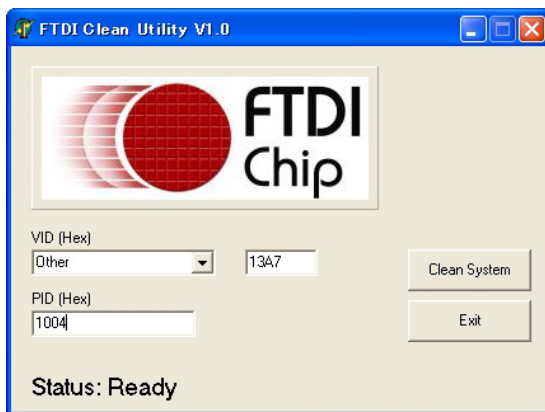 FTDI Clean Utility V1.0
FTDI
Chip
VID (Hex)
Other
13A7
Clean System
PID (Hex)
1004
Exit
Status: Ready